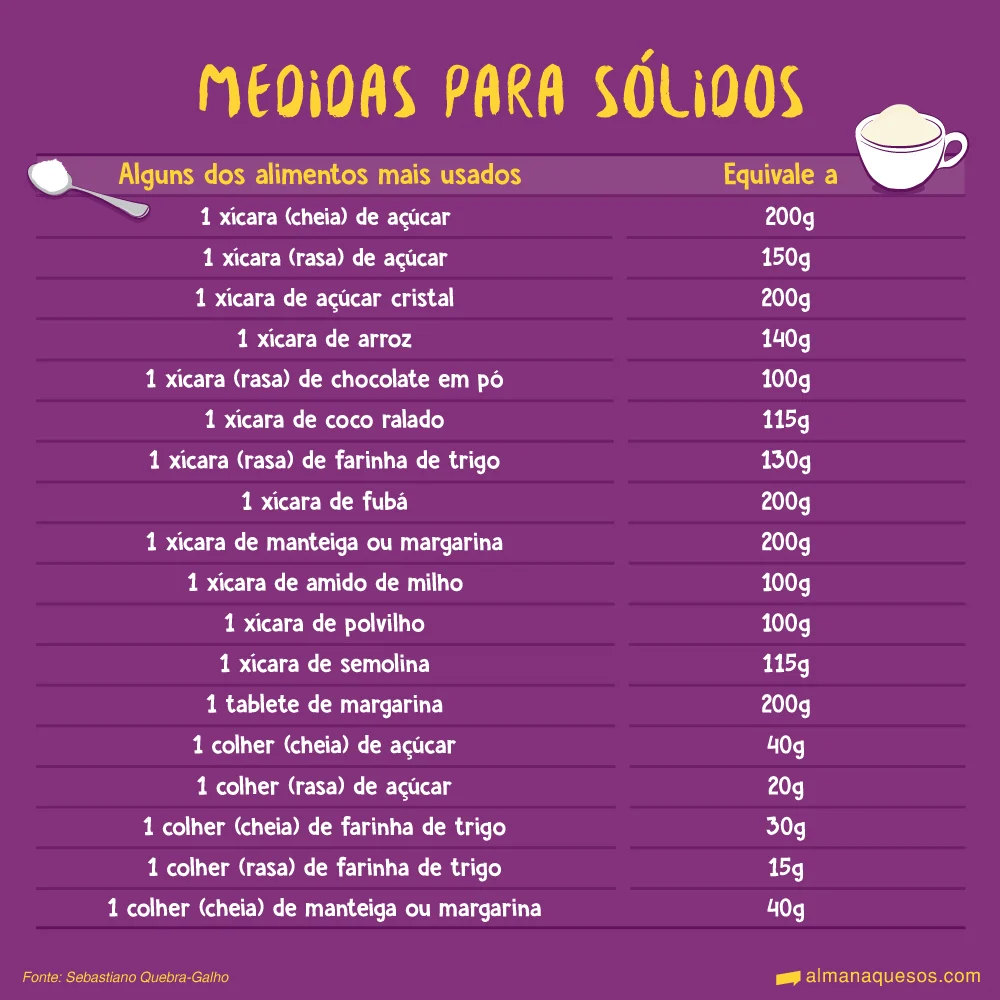 MEDIDAS PARA SÓLIDOS
Alguns dos alimentos mais usados Equivale a
1 xícara (cheia) de açúcar 200g
1 xícara (rasa) de açúcar 150g
1 xícara de açúcar cristal 200g
1 xícara de arroz 140g
1 xícara (rasa) de chocolate em pó 100g
1 xícara de coco ralado 115g
1 xícara (rasa) de farinha de trigo 130g
1 xícara de fubá 200g
1 xícara de manteiga ou margarina 200g
1 xícara de amido de milho 100g
1 xícara de polvilho 100g
1 xícara de semolina 115g
1 tablete de margarina 200g
1 colher (cheia) de açúcar 40g
1 colher (rasa) de açúcar 20g
1 colher (cheia) de farinha de trigo 30g
1 colher (rasa) de farinha de trigo 15g
1 colher (cheia) de manteiga ou margarina 40g
Fonte: Sebastiano Quebra-Galho almanaquesos.com